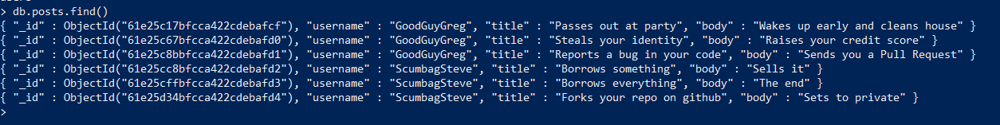 > db.posts.find()
{ "_id" : ObjectId("61e25c17bfcca422cdebafcf"), "username" : "GoodGuyGreg", "title" : "Passes out at party", "body" : "Wakes up early and cleans house" }
{ "_id" : ObjectId("61e25c67bfcca422cdebafd0"), "username" : "GoodGuyGreg", "title" : "Steals your identity", "body" : "Raises your credit score" }
{ "_id" : ObjectId("61e25c8bbfcca422cdebafd1"), "username" : "GoodGuyGreg", "title" : "Reports a bug in your code", "body" : "Sends you a Pull Request" }
{ "_id" : ObjectId("61e25cc8bfcca422cdebafd2"), "username" : "ScumbagSteve", "title" : "Borrows something", "body" : "Sells it" }
{ "_id" : ObjectId("61e25cffbfcca422cdebafd3"), "username" : "ScumbagSteve", "title" : "Borrows everything", "body" : "The end" }
{ "_id" : ObjectId("61e25d34bfcca422cdebafd4"), "username" : "ScumbagSteve", "title" : "Forks your repo on github", "body" : "Sets to private" }
>